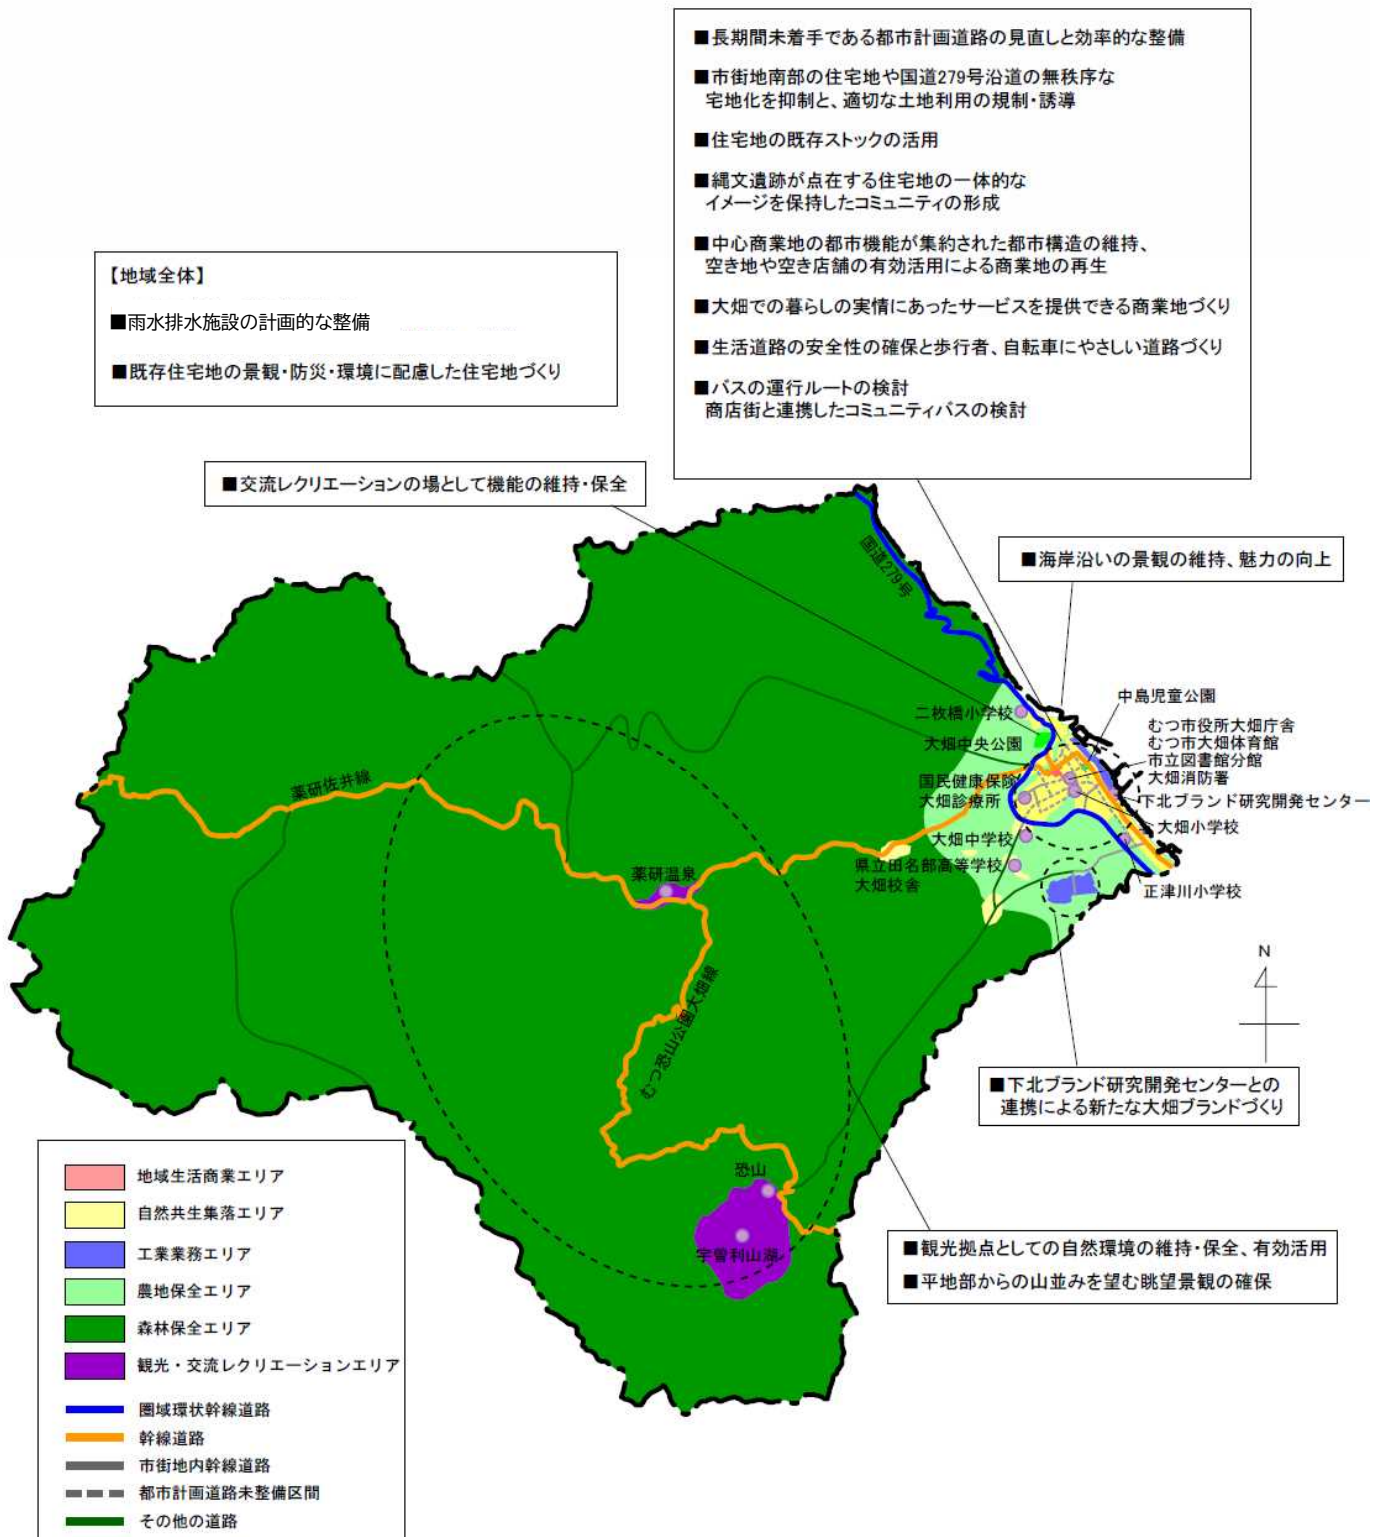 ■長期間未着手である都市計画道路の見直しと効率的な整備
■市街地南部の住宅地や国道279号沿道の無秩序な
宅地化を抑制と、適切な土地利用の規制・誘導
■住宅地の既存ストックの活用
■縄文遺跡が点在する住宅地の一体的な
イメージを保持したコミュニティの形成
■中心商業地の都市機能が集約された都市構造の維持、
空き地や空き店舗の有効活用による商業地の再生
■大畑での暮らしの実情にあったサービスを提供できる商業地づくり
■生活道路の安全性の確保と歩行者、自転車にやさしい道路づくり
■バスの運行ルートの検討
商店街と連携したコミュニティバスの検討
【地域全体】
■雨水排水施設の計画的な整備
■既存住宅地の景観・防災・環境に配慮した住宅地づくり
■交流レクリエーションの場として機能の維持・保全
■海岸沿いの景観の維持、魅力の向上
国道279号
中島児童公園
二枚橋小学校
むつ市役所大畑庁舎
むつ市大畑体育館
市立図書館分館
大畑消防署
大畑中央公園
国民健康保険
大畑診療所
下北ブランド研究開発センター
大畑小学校
大畑中学校
県立田名部高等学校
大畑校舎
正津川小学校
薬研佐井線
薬研温泉
むつ恐山公園大畑線
恐山
宇曽利山湖
N
■下北ブランド研究開発センターとの
連携による新たな大畑ブランドづくり
■観光拠点としての自然環境の維持・保全、有効活用
■平地部からの山並みを望む眺望景観の確保
地域生活商業エリア
自然共生集落エリア
工業業務エリア
農地保全エリア
森林保全エリア
観光・交流レクリエーションエリア
圏域環状幹線道路
幹線道路
市街地内幹線道路
都市計画道路未整備区間
その他の道路